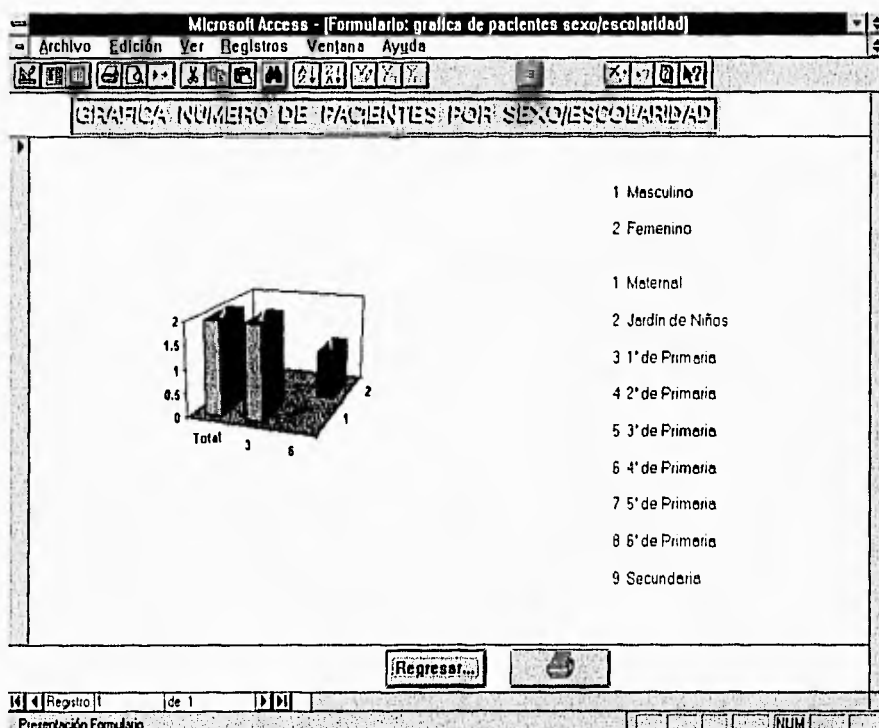 Microsoft Access - [Formulario: grafica de pacientes sexo/escolaridad]
Archivo Edición Ver Registros Ventana Ayuda
GRAFICA NUMERO DE PACIENTES POR SEXO/ESCOLARIDAD
1 Masculino
2 Femenino
1 Maternal
2 Jardín de Niños
3 1° de Primaria
4 2° de Primaria
5 3° de Primaria
6 4° de Primaria
7 5° de Primaria
8 6° de Primaria
9 Secundaria
2
1.5
1
0.5
0
Total 3 6
1 2
Regresar...
Registro 1 de 1
Presentación Formulario NUM